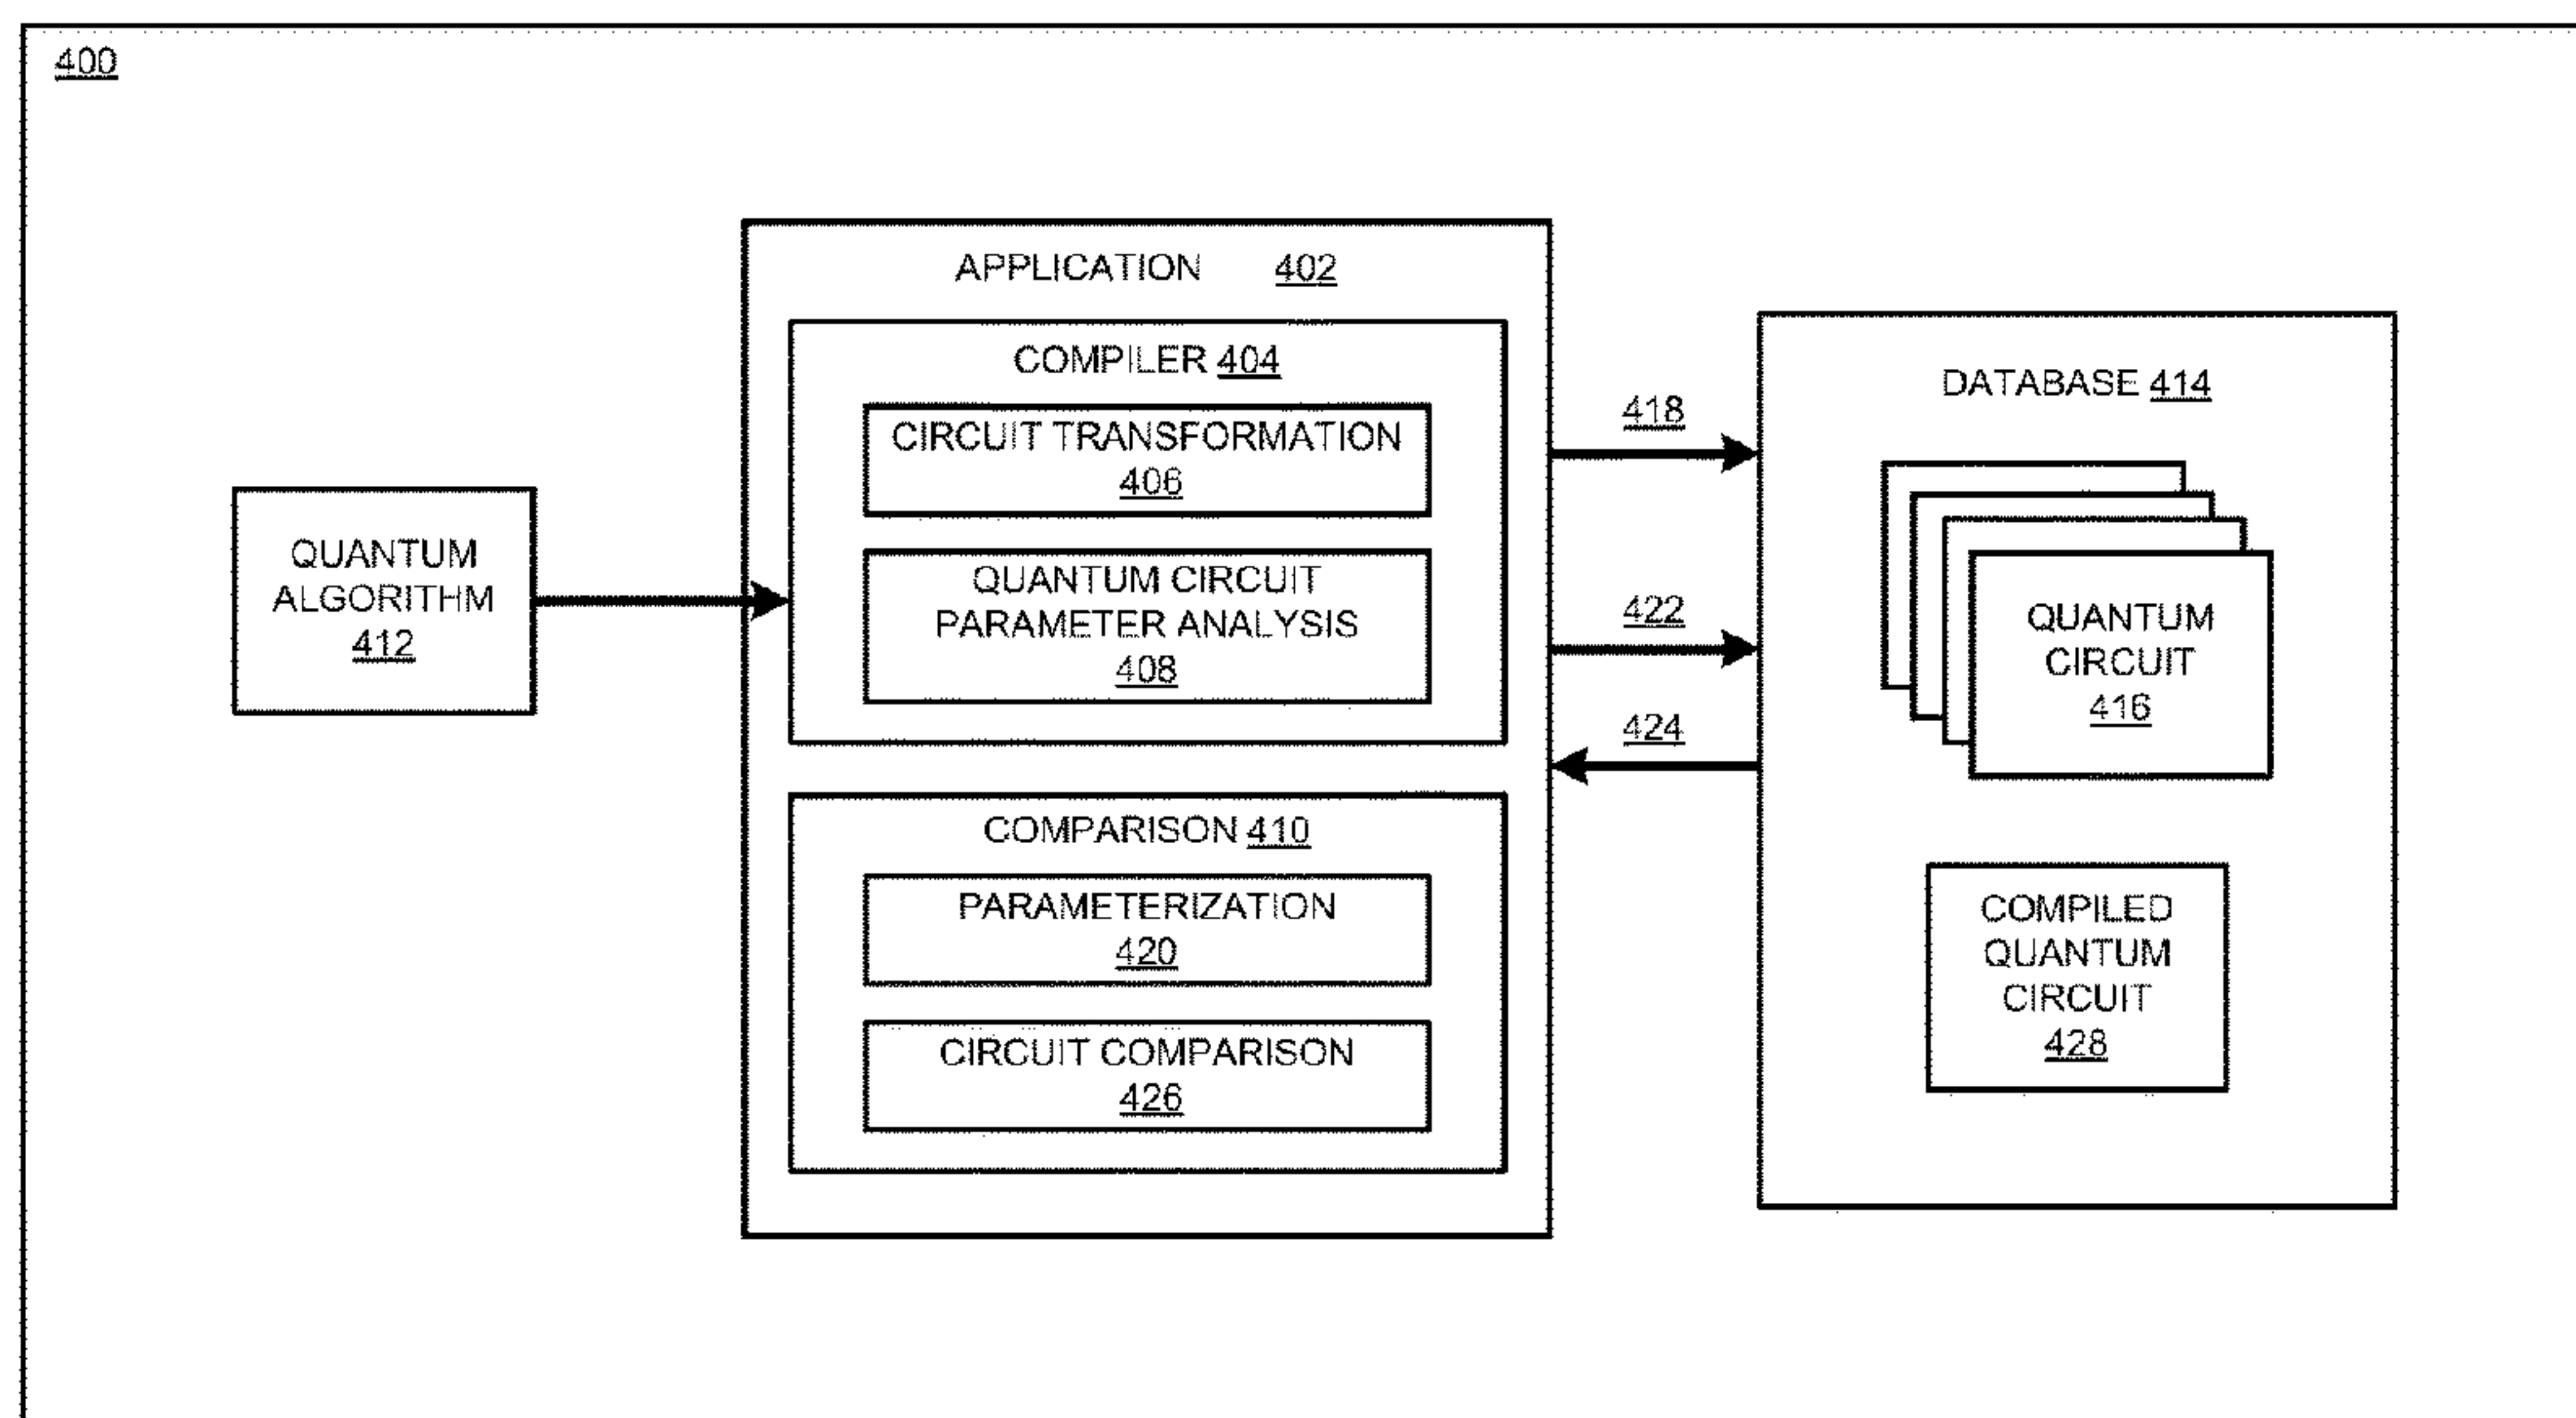 400
QUANTUM
ALGORITHM
412
APPLICATION 402
COMPILER 404
CIRCUIT TRANSFORMATION
406
QUANTUM CIRCUIT
PARAMETER ANALYSIS
408
COMPARISON 410
PARAMETERIZATION
420
CIRCUIT COMPARISON
426
418
422
424
DATABASE 414
QUANTUM
CIRCUIT
416
COMPILED
QUANTUM
CIRCUIT
428